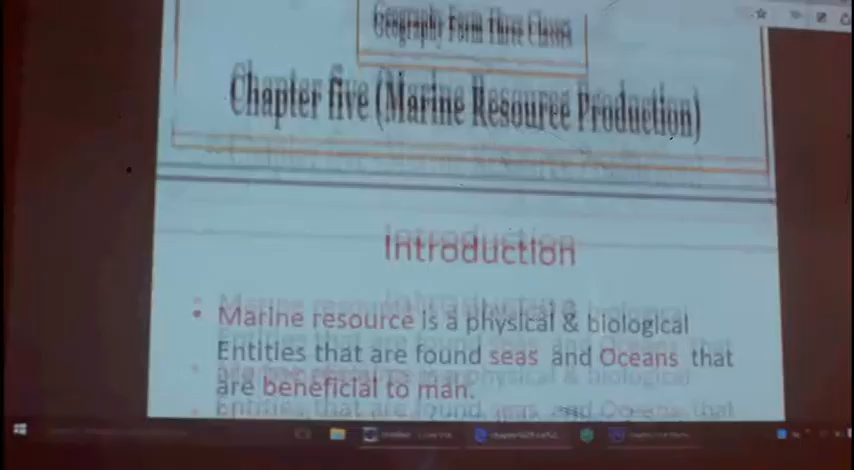 Geography Form Three Classes
Chapter five (Marine Resource Production)
Introduction
• Marine resource is a physical & biological
Entities that are found seas and Oceans that
are beneficial to man.